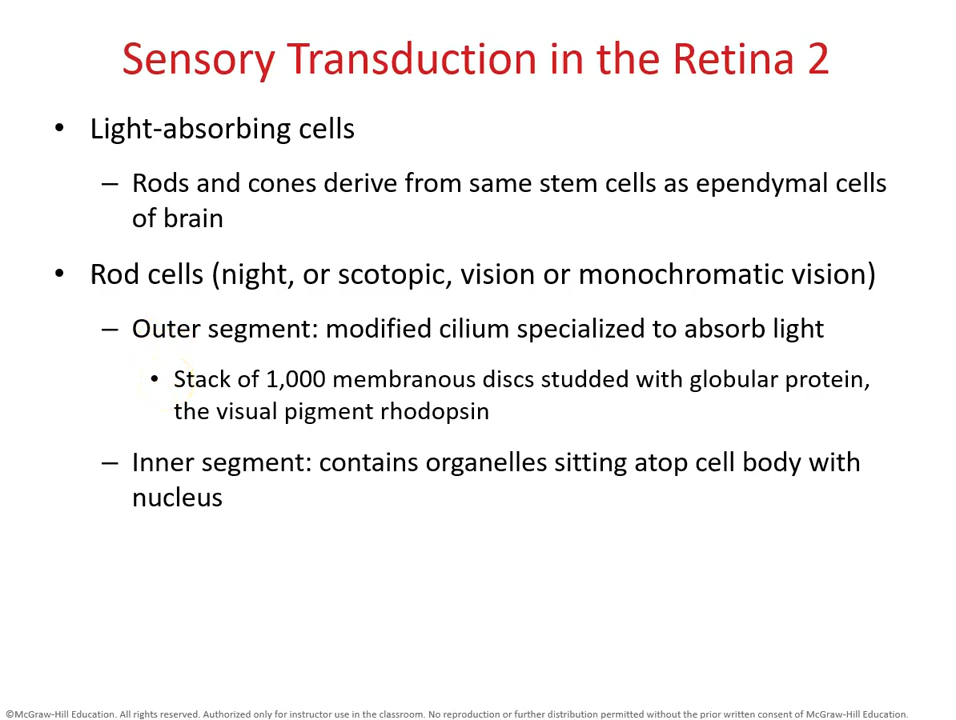 Sensory Transduction in the Retina 2
• Light-absorbing cells
– Rods and cones derive from same stem cells as ependymal cells
of brain
• Rod cells (night, or scotopic, vision or monochromatic vision)
– Outer segment: modified cilium specialized to absorb light
• Stack of 1,000 membranous discs studded with globular protein,
the visual pigment rhodopsin
– Inner segment: contains organelles sitting atop cell body with
nucleus
©McGraw-Hill Education. All rights reserved. Authorized only for instructor use in the classroom. No reproduction or further distribution permitted without the prior written consent of McGraw-Hill Education.